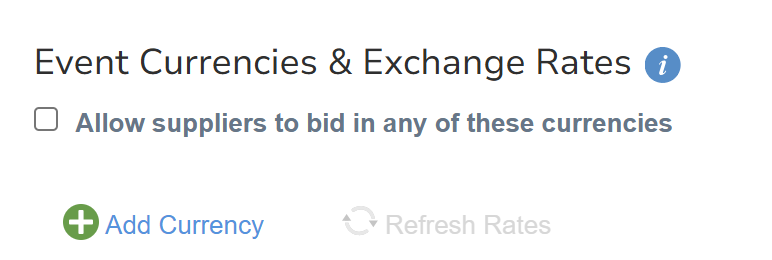 Event Currencies & Exchange Rates i
Allow suppliers to bid in any of these currencies
Add Currency Refresh Rates